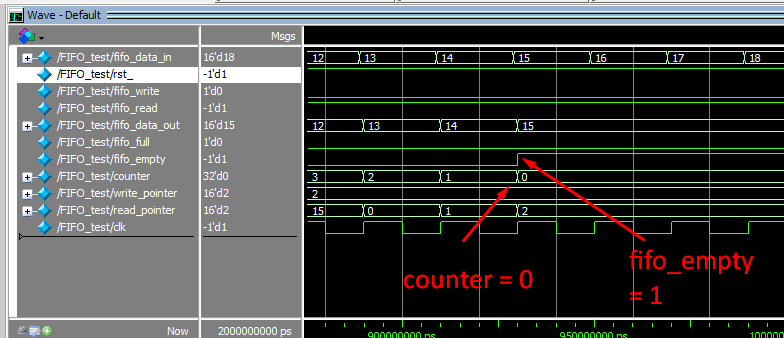 Wave - Default
Msgs
/FIFO_test/fifo_data_in 16'd18 12 13 14 15 16 17 18
/FIFO_test/rst_ -1'd1
/FIFO_test/fifo_write 1'd0
/FIFO_test/fifo_read -1'd1
/FIFO_test/fifo_data_out 16'd15 12 13 14 15
/FIFO_test/fifo_full 1'd0
/FIFO_test/fifo_empty -1'd1
/FIFO_test/counter 32'd0 3 2 1 0
/FIFO_test/write_pointer 16'd2 2
/FIFO_test/read_pointer 16'd2 15 0 1 2
/FIFO_test/clk -1'd1
counter = 0
fifo_empty
= 1
Now 2000000000 ps 900000000 ps 950000000 ps 100000